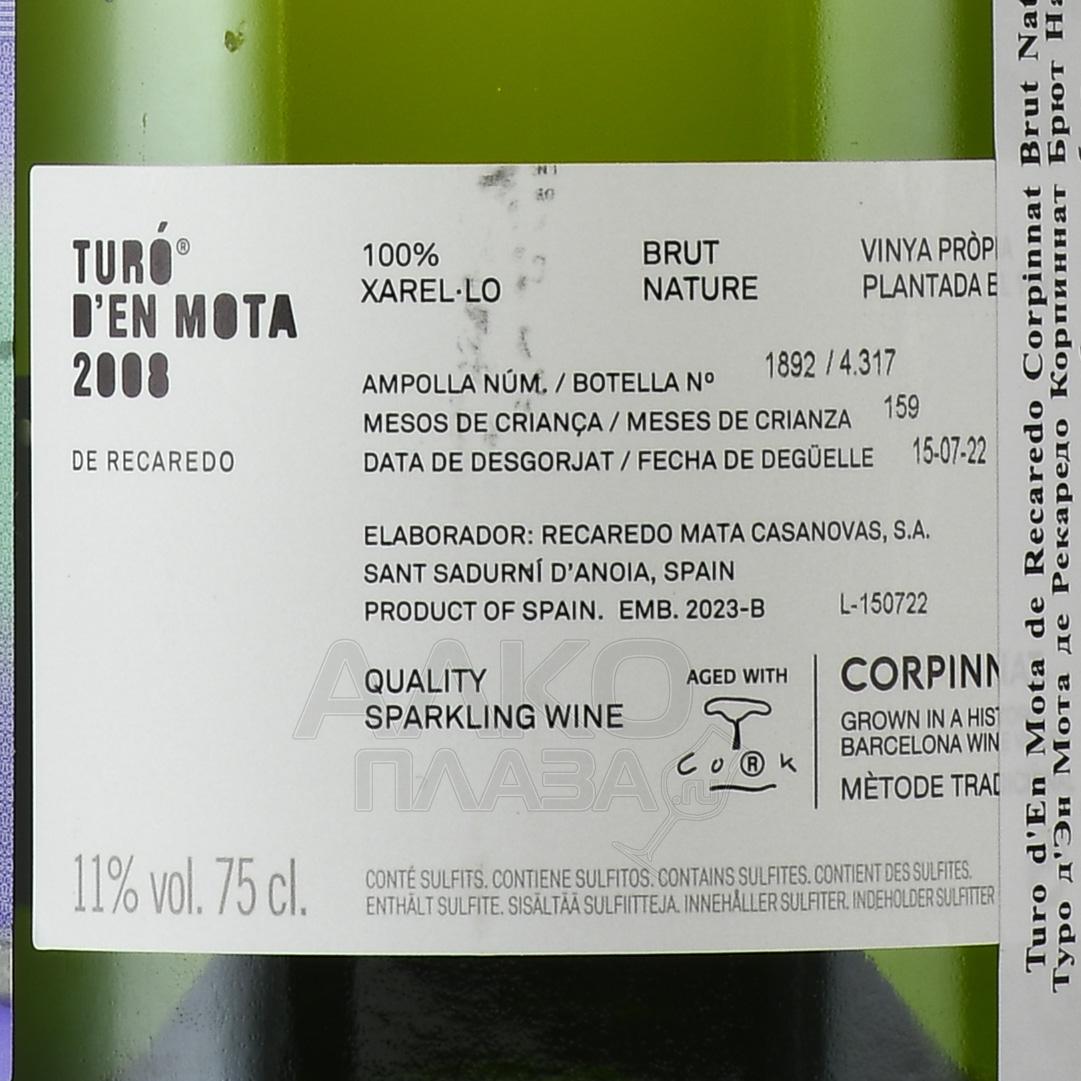 TURÓ®
D'EN MOTA
2008
DE RECAREDO
100%
XAREL·LO
BRUT
NATURE
VINYA PRÒPI
PLANTADA E
AMPOLLA NÚM. / BOTELLA Nº 1892 / 4.317
MESOS DE CRIANÇA / MESES DE CRIANZA 159
DATA DE DESGORJAT / FECHA DE DEGÜELLE 15-07-22
ELABORADOR: RECAREDO MATA CASANOVAS, S.A.
SANT SADURNÍ D'ANOIA, SPAIN
PRODUCT OF SPAIN. EMB. 2023-B L-150722
QUALITY
SPARKLING WINE
AGED WITH
CO®K
CORPINN
GROWN IN A HIST
BARCELONA WIN
MÈTODE TRAD
11% vol. 75 cl.
CONTÉ SULFITS. CONTIENE SULFITOS. CONTAINS SULFITES. CONTIENT DES SULFITES.
ENTHÄLT SULFITE. SISÄLTÄÄ SULFIITTEJA. INNEHÅLLER SULFITER. INDEHOLDER SULFITTER
Turo d'En Mota de Recaredo Corpinnat Brut Nat
Туро д'Эн Мота де Рекаредо Корпиннат Брют На
АЛКО
ПЛАЗА.ru